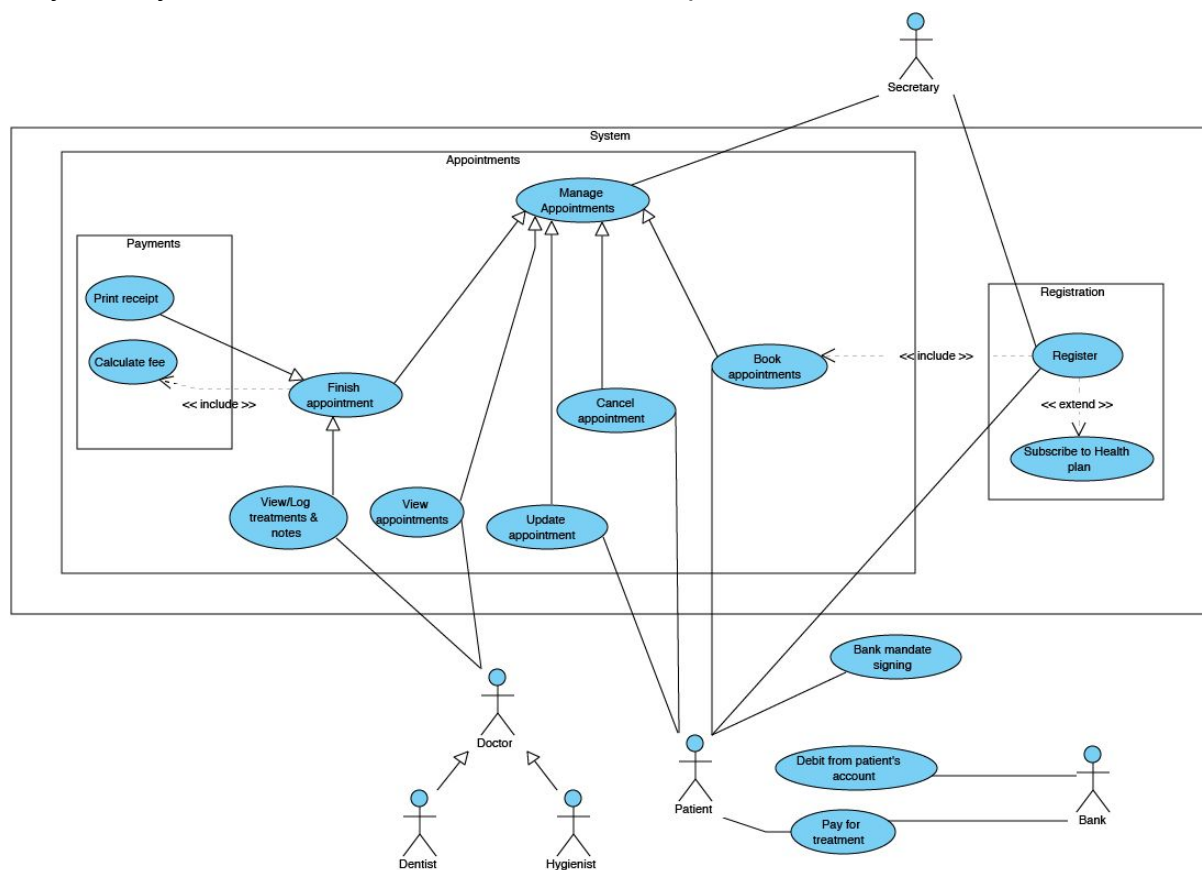 Secretary
System
Appointments
Manage
Appointments
Payments
Print receipt
Calculate fee
<< include >>
Finish
appointment
Registration
Register
<< include >>
Book
appointments
<< extend >>
Subscribe to Health
plan
Cancel
appointment
View/Log
treatments &
notes
View
appointments
Update
appointment
Bank mandate
signing
Doctor
Debit from patient's
account
Patient
Pay for
treatment
Bank
Dentist
Hygienist